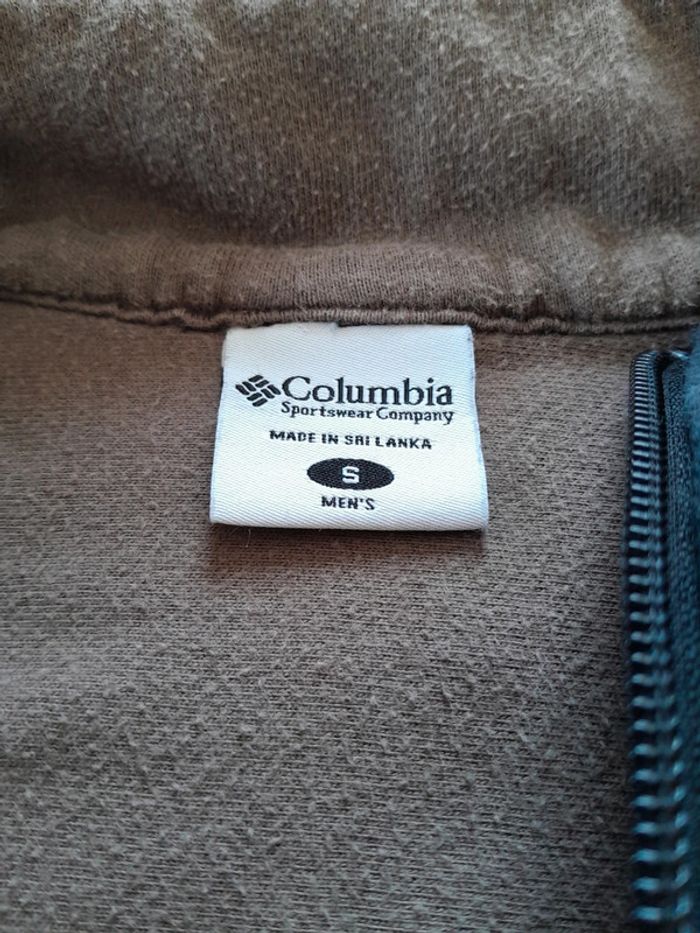 Columbia
Sportswear Company
MADE IN SRI LANKA
S
MEN'S